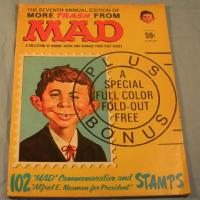 THE SEVENTH ANNUAL EDITION OF
MORE TRASH FROM
MAD
A COLLECTION OF HUMOR, SATIRE AND GARBAGE FROM PAST ISSUES
50¢
PLUS
A
SPECIAL
FULL COLOR
FOLD-OUT
FREE
BONUS
102 "MAD" Commemorative and
"Alfred E. Neuman for President"
STAMPS